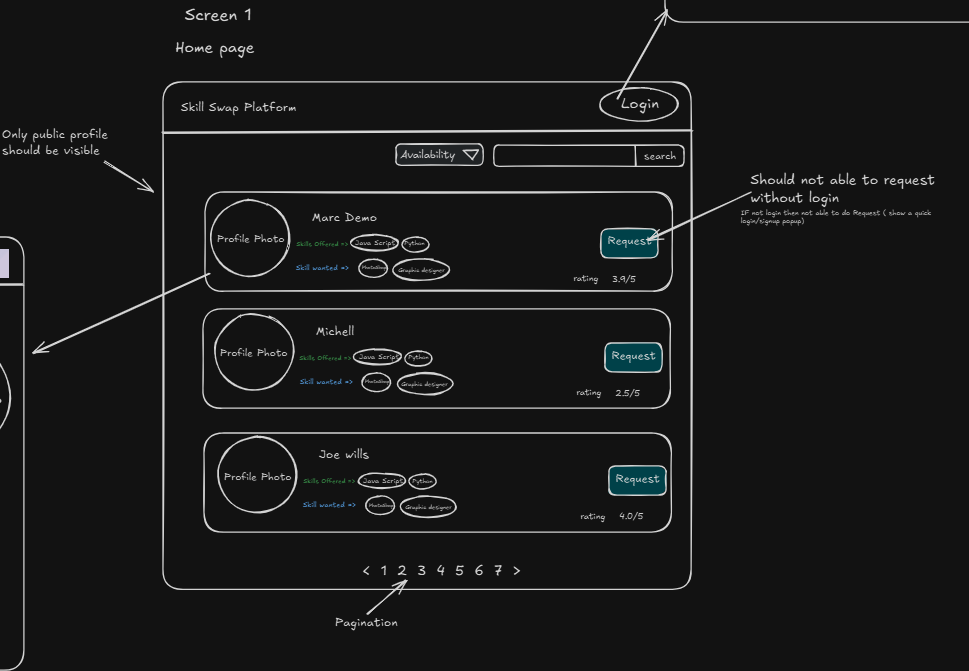 Screen 1
Home page
Skill Swap Platform
Login
Only public profile
should be visible
Availability
search
Should not able to request
without login
IF not login then not able to do Request ( show a quick
login/signup popup)
Marc Demo
Profile Photo
Skills Offered => Java Script Python
Request
Skill wanted => Photoshop Graphic designer
rating 3.9/5
Michell
Profile Photo
Skills Offered => Java Script Python
Request
Skill wanted => Photoshop Graphic designer
rating 2.5/5
Joe wills
Profile Photo
Skills Offered => Java Script Python
Request
Skill wanted => Photoshop Graphic designer
rating 4.0/5
< 1 2 3 4 5 6 7 >
Pagination